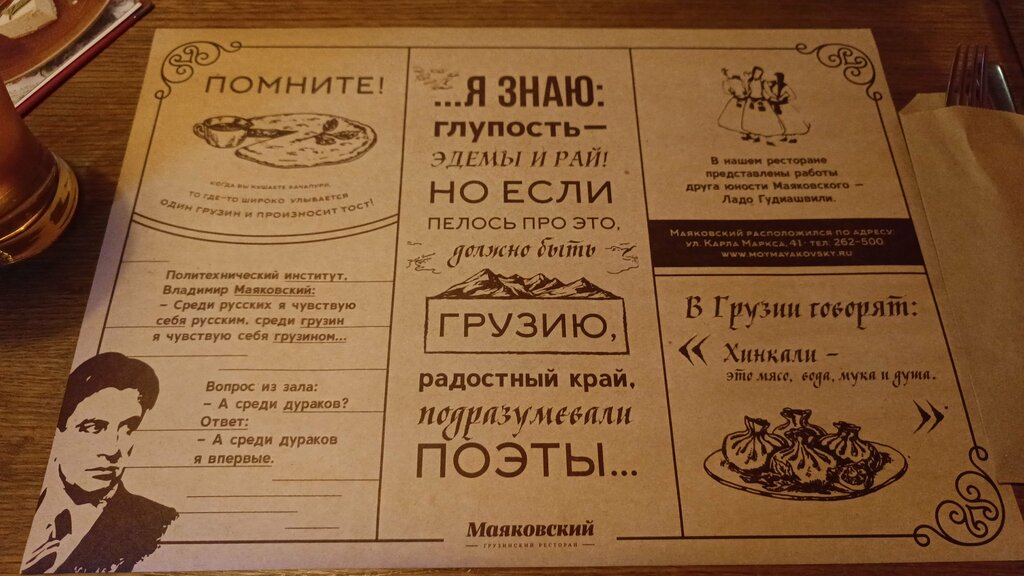 ПОМНИТЕ!
КОГДА ВЫ КУШАЕТЕ ХАЧАПУРИ,
ТО ГДЕ-ТО ШИРОКО УЛЫБАЕТСЯ
ОДИН ГРУЗИН И ПРОИЗНОСИТ ТОСТ!
Политехнический институт,
Владимир Маяковский:
– Среди русских я чувствую
себя русским, среди грузин
я чувствую себя грузином...
Вопрос из зала:
– А среди дураков?
Ответ:
– А среди дураков
я впервые.
...Я ЗНАЮ:
ГЛУПОСТЬ–
ЭДЕМЫ И РАЙ!
НО ЕСЛИ
ПЕЛОСЬ ПРО ЭТО,
должно быть
ГРУЗИЮ,
радостный край,
подразумевали
ПОЭТЫ...
Маяковский
ГРУЗИНСКИЙ РЕСТОРАН
В нашем ресторане
представлены работы
друга юности Маяковского –
Ладо Гудиашвили.
Маяковский расположился по адресу:
ул. Карла Маркса, 41 · тел. 262-500
www.moymayakovsky.ru
В Грузии говорят:
« Хинкали –
это мясо, вода, мука и душа.
»